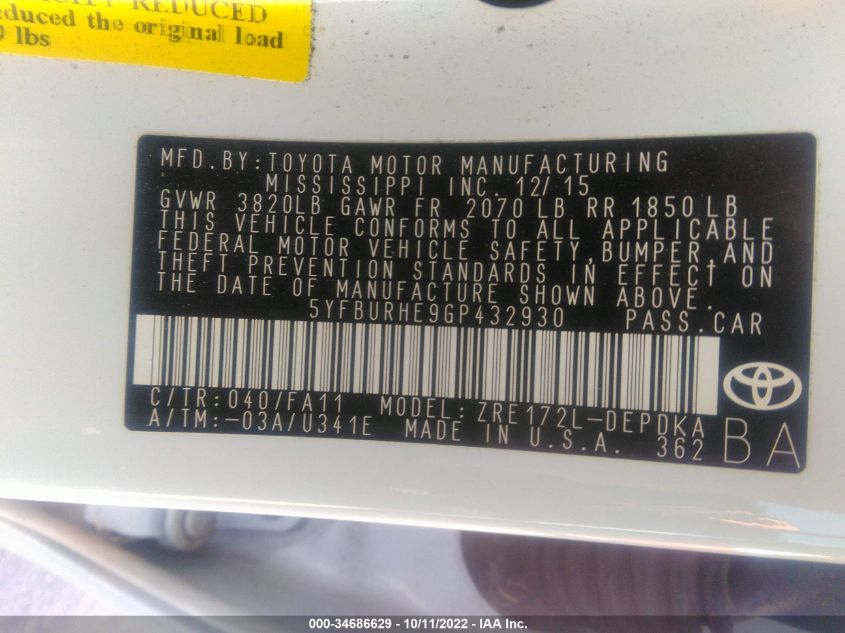 REDUCED
educed the original load
lbs
MFD.BY:TOYOTA MOTOR MANUFACTURING
MISSISSIPPI INC. 12/15
GVWR 3820LB GAWR FR 2070 LB RR 1850 LB
THIS VEHICLE CONFORMS TO ALL APPLICABLE
FEDERAL MOTOR VEHICLE SAFETY,BUMPER,AND
THEFT PREVENTION STANDARDS IN EFFECT ON
THE DATE OF MANUFACTURE SHOWN ABOVE.
5YFBURHE9GP432930 PASS.CAR
C/TR:040/FA11 MODEL:ZRE172L-DEPDKA
A/TM:-03A/U341E MADE IN U.S.A. 362 BA
000-34686629 - 10/11/2022 - IAA Inc.